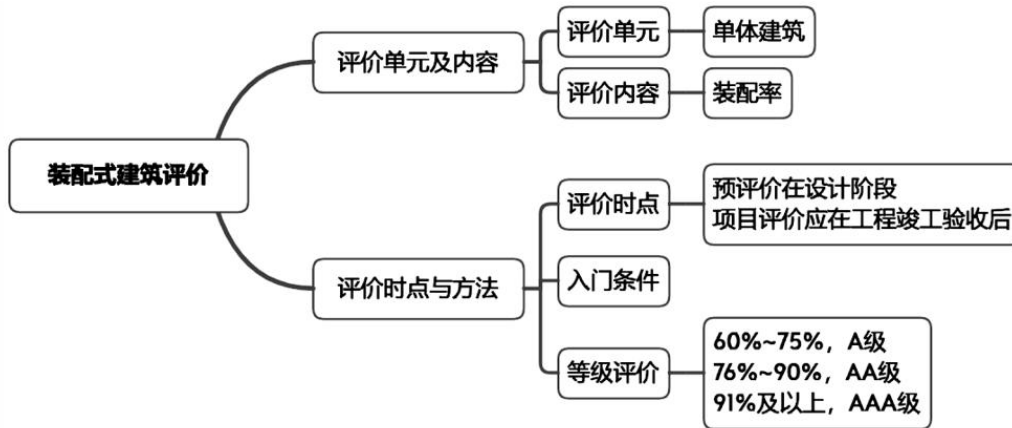 装配式建筑评价
评价单元及内容
评价单元
单体建筑
评价内容
装配率
评价时点与方法
评价时点
预评价在设计阶段
项目评价应在工程竣工验收后
入门条件
等级评价
60%~75%，A级
76%~90%，AA级
91%及以上，AAA级